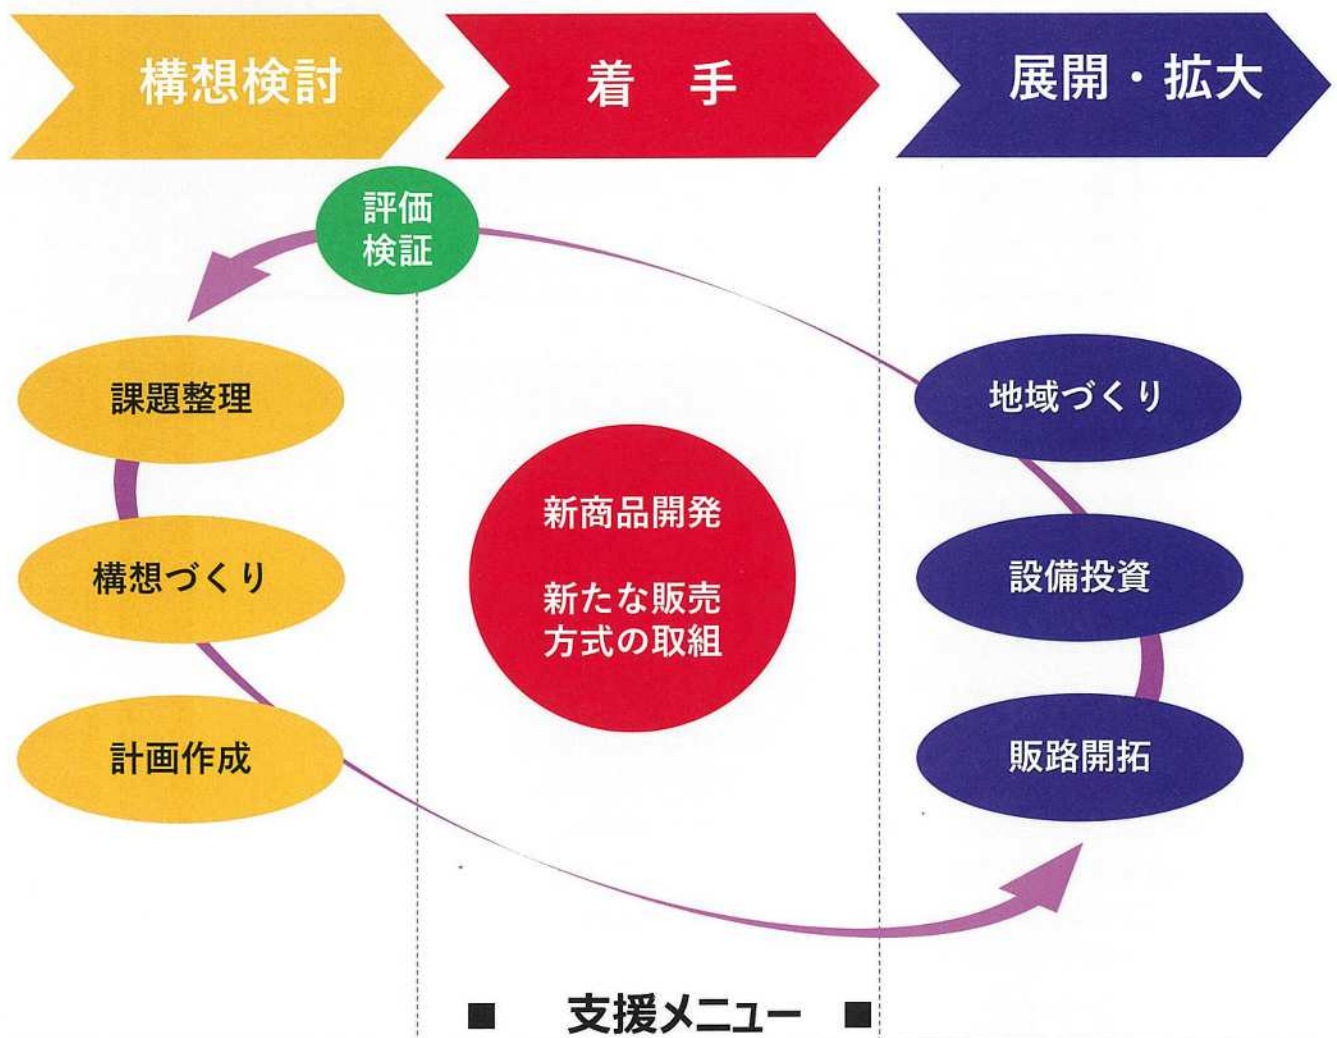 構想検討
着　手
展開・拡大
評価
検証
課題整理
構想づくり
計画作成
新商品開発
新たな販売
方式の取組
地域づくり
設備投資
販路開拓
■　支援メニュー　■